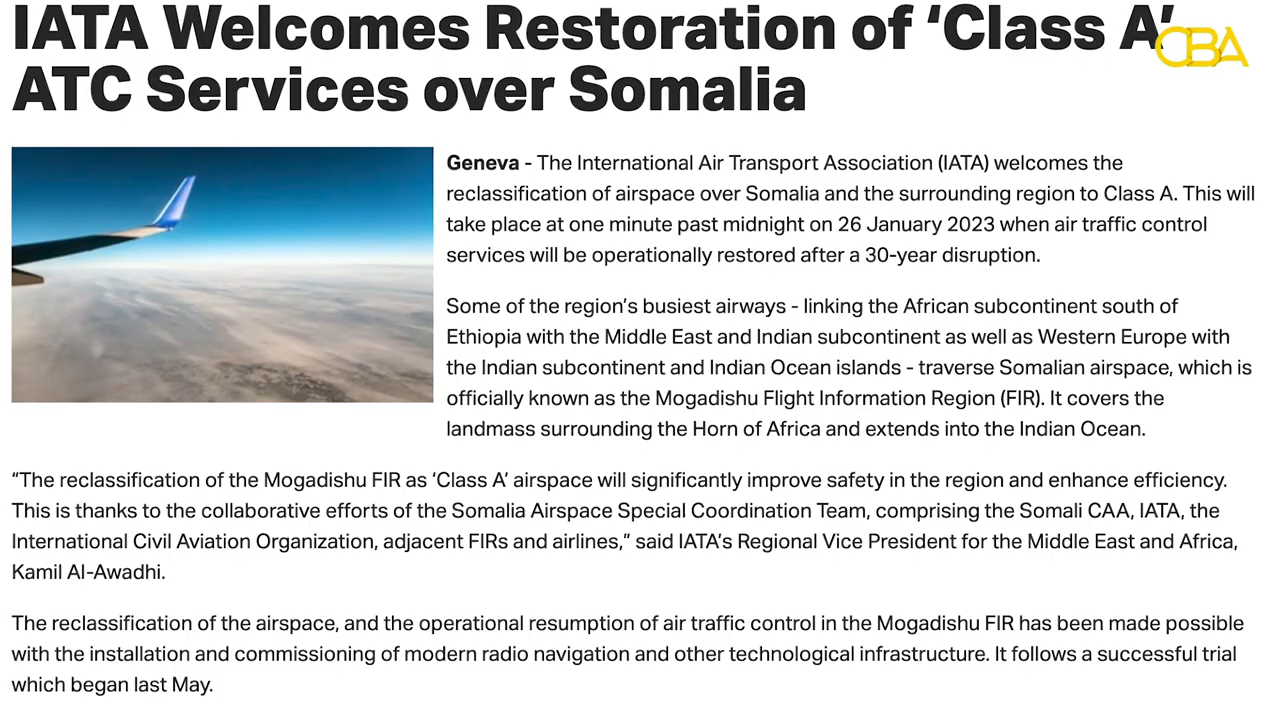 IATA Welcomes Restoration of ‘Class A’
ATC Services over Somalia
CBA
Geneva - The International Air Transport Association (IATA) welcomes the
reclassification of airspace over Somalia and the surrounding region to Class A. This will
take place at one minute past midnight on 26 January 2023 when air traffic control
services will be operationally restored after a 30-year disruption.
Some of the region’s busiest airways - linking the African subcontinent south of
Ethiopia with the Middle East and Indian subcontinent as well as Western Europe with
the Indian subcontinent and Indian Ocean islands - traverse Somalian airspace, which is
officially known as the Mogadishu Flight Information Region (FIR). It covers the
landmass surrounding the Horn of Africa and extends into the Indian Ocean.
“The reclassification of the Mogadishu FIR as ‘Class A’ airspace will significantly improve safety in the region and enhance efficiency.
This is thanks to the collaborative efforts of the Somalia Airspace Special Coordination Team, comprising the Somali CAA, IATA, the
International Civil Aviation Organization, adjacent FIRs and airlines,” said IATA’s Regional Vice President for the Middle East and Africa,
Kamil Al-Awadhi.
The reclassification of the airspace, and the operational resumption of air traffic control in the Mogadishu FIR has been made possible
with the installation and commissioning of modern radio navigation and other technological infrastructure. It follows a successful trial
which began last May.